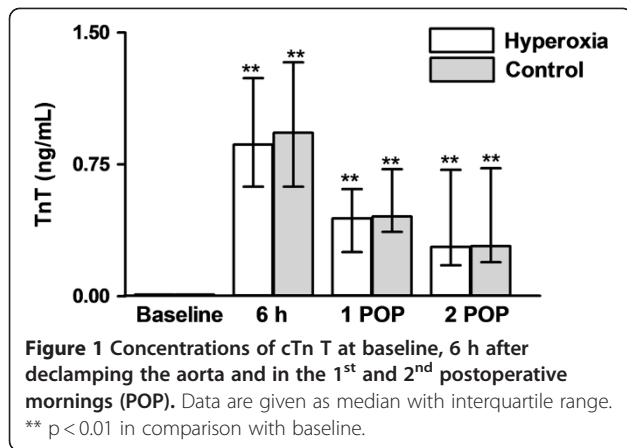 1.50
Hyperoxia
Control
** **
** **
** **
0.75
TnT (ng/mL)
0.00
Baseline 6 h 1 POP 2 POP
Figure 1 Concentrations of cTn T at baseline, 6 h after
declamping the aorta and in the 1st and 2nd postoperative
mornings (POP). Data are given as median with interquartile range.
** p < 0.01 in comparison with baseline.